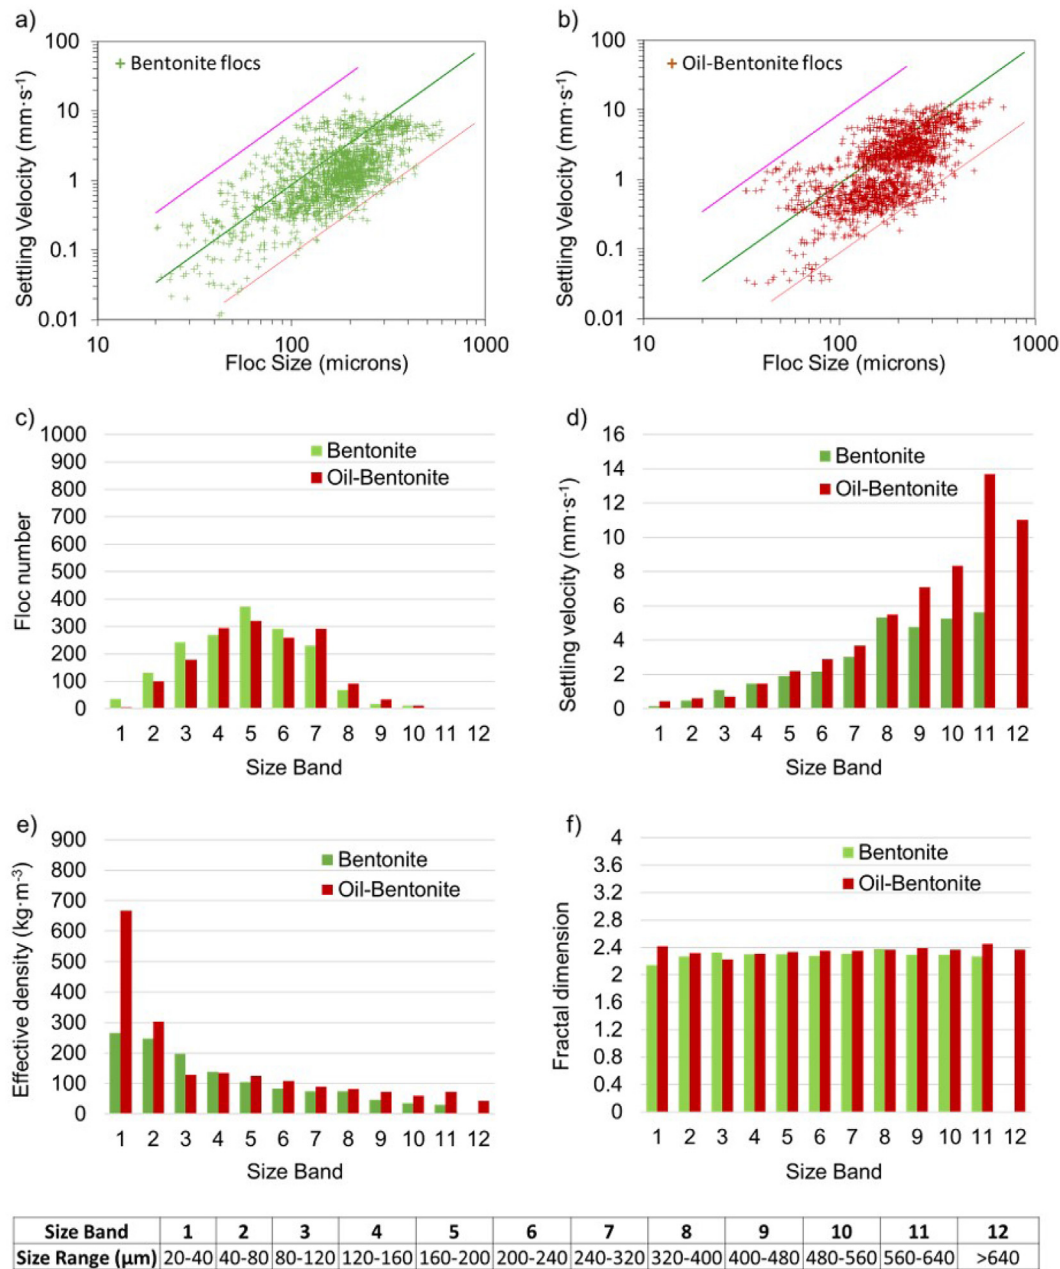 a)
Settling Velocity (mm·s⁻¹)
100
10
1
0.1
0.01
+ Bentonite flocs
10 100 1000
Floc Size (microns)
b)
Settling Velocity (mm·s⁻¹)
100
10
1
0.1
0.01
+ Oil-Bentonite flocs
10 100 1000
Floc Size (microns)
c)
Floc number
1000
900
800
700
600
500
400
300
200
100
0
Bentonite
Oil-Bentonite
1 2 3 4 5 6 7 8 9 10 11 12
Size Band
d)
Settling velocity (mm·s⁻¹)
16
14
12
10
8
6
4
2
0
Bentonite
Oil-Bentonite
1 2 3 4 5 6 7 8 9 10 11 12
Size Band
e)
Effective density (kg·m⁻³)
900
800
700
600
500
400
300
200
100
0
Bentonite
Oil-Bentonite
1 2 3 4 5 6 7 8 9 10 11 12
Size Band
f)
Fractal dimension
4
3.6
3.2
2.8
2.4
2
1.6
1.2
0.8
0.4
0
Bentonite
Oil-Bentonite
1 2 3 4 5 6 7 8 9 10 11 12
Size Band
Size Band 1 2 3 4 5 6 7 8 9 10 11 12
Size Range (µm) 20-40 40-80 80-120 120-160 160-200 200-240 240-320 320-400 400-480 480-560 560-640 >640